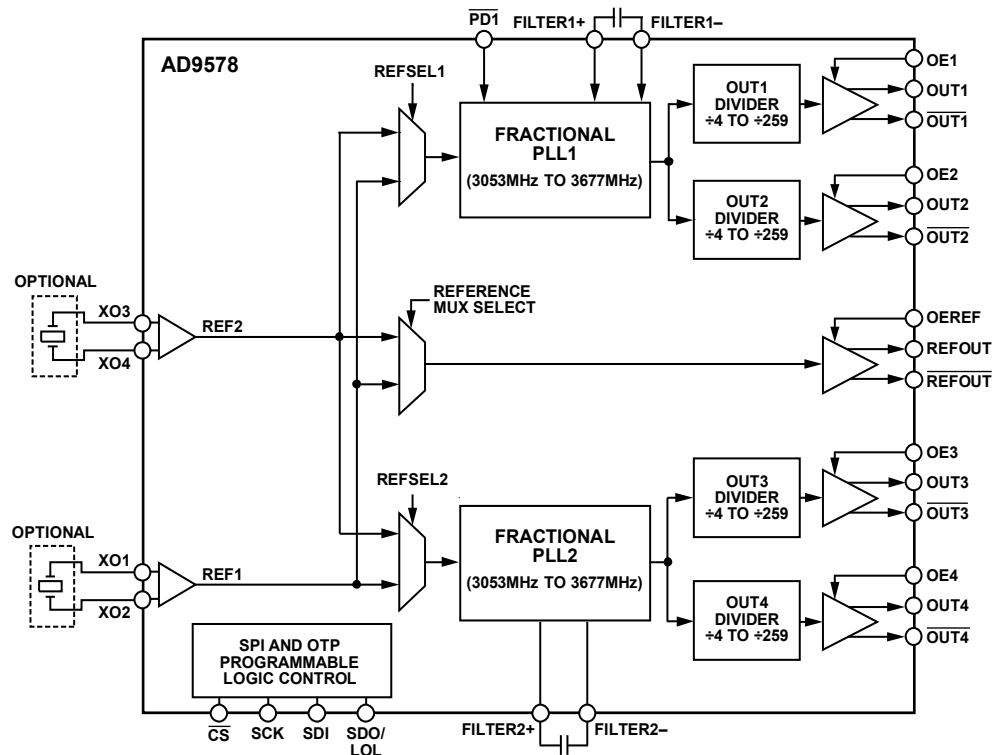 PD1
FILTER1+
FILTER1–
AD9578
REFSEL1
FRACTIONAL
PLL1
(3053MHz TO 3677MHz)
OUT1
DIVIDER
÷4 TO ÷259
OE1
OUT1
OUT1
OUT2
DIVIDER
÷4 TO ÷259
OE2
OUT2
OUT2
OPTIONAL
XO3
XO4
REF2
REFERENCE
MUX SELECT
OEREF
REFOUT
REFOUT
REFSEL2
FRACTIONAL
PLL2
(3053MHz TO 3677MHz)
OUT3
DIVIDER
÷4 TO ÷259
OE3
OUT3
OUT3
OPTIONAL
XO1
XO2
REF1
OUT4
DIVIDER
÷4 TO ÷259
OE4
OUT4
OUT4
SPI AND OTP
PROGRAMMABLE
LOGIC CONTROL
CS
SCK
SDI
SDO/
LOL
FILTER2+
FILTER2–